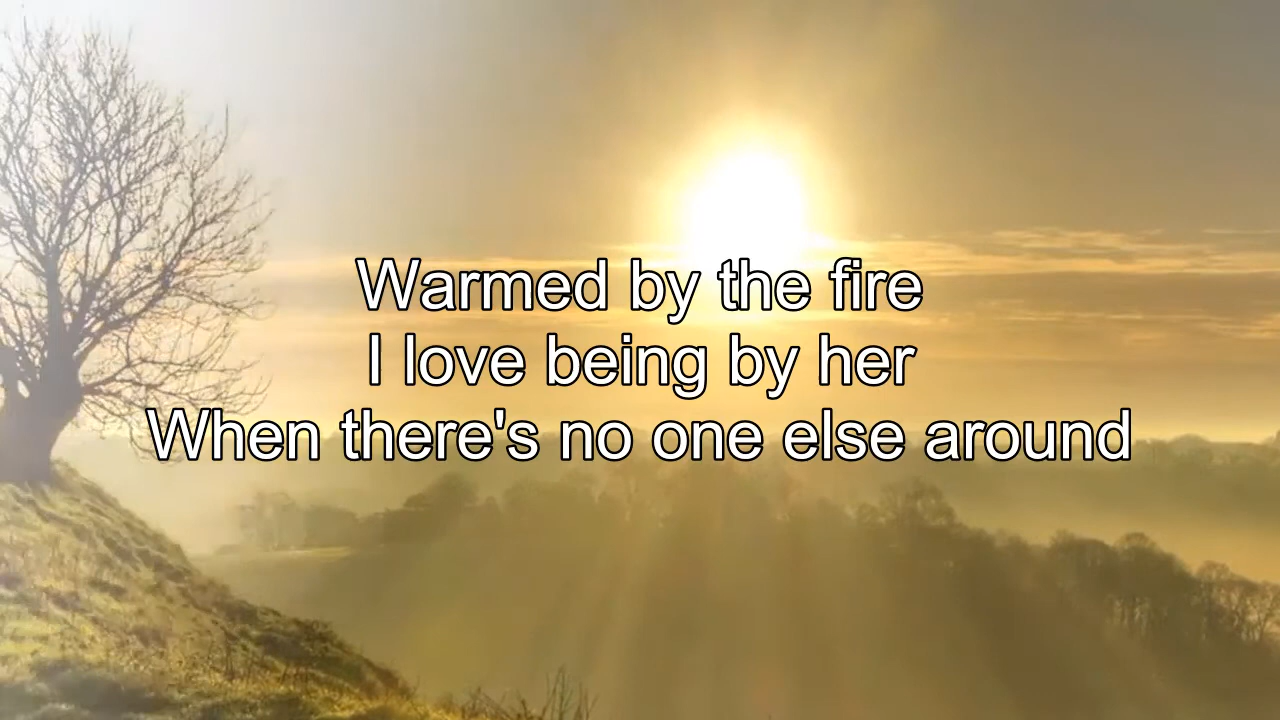 Warmed by the fire
I love being by her
When there's no one else around